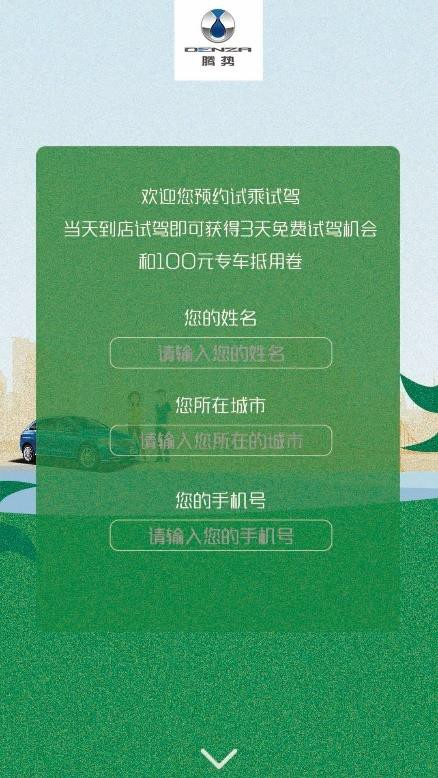 DENZA
腾势
欢迎您预约试乘试驾
当天到店试驾即可获得3天免费试驾机会
和100元专车抵用卷
您的姓名
请输入您的姓名
您所在城市
请输入您所在的城市
您的手机号
请输入您的手机号